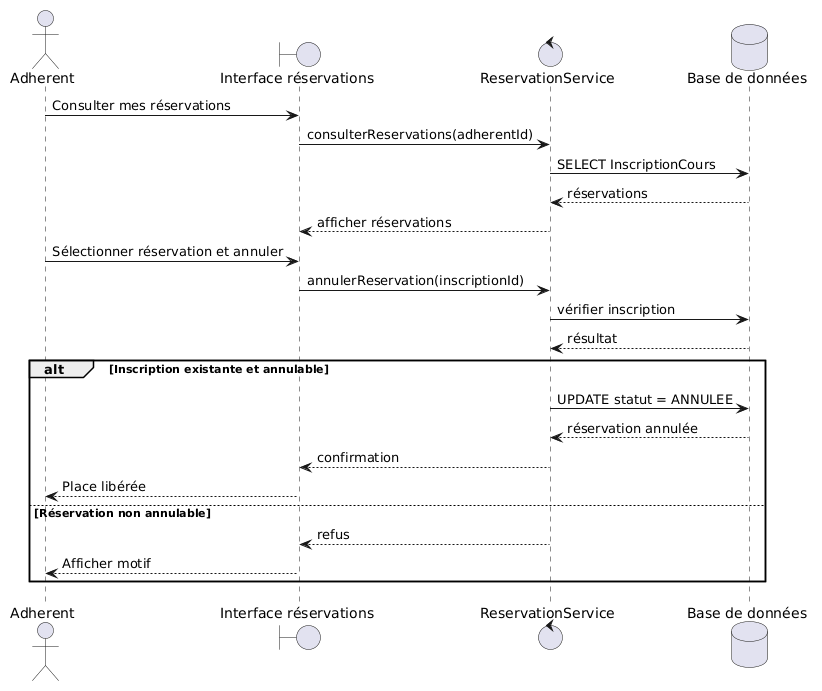 Adherent
Interface réservations
ReservationService
Base de données
Consulter mes réservations
consulterReservations(adherentId)
SELECT InscriptionCours
réservations
afficher réservations
Sélectionner réservation et annuler
annulerReservation(inscriptionId)
vérifier inscription
résultat
alt
[Inscription existante et annulable]
UPDATE statut = ANNULEE
réservation annulée
confirmation
Place libérée
[Réservation non annulable]
refus
Afficher motif
Adherent
Interface réservations
ReservationService
Base de données